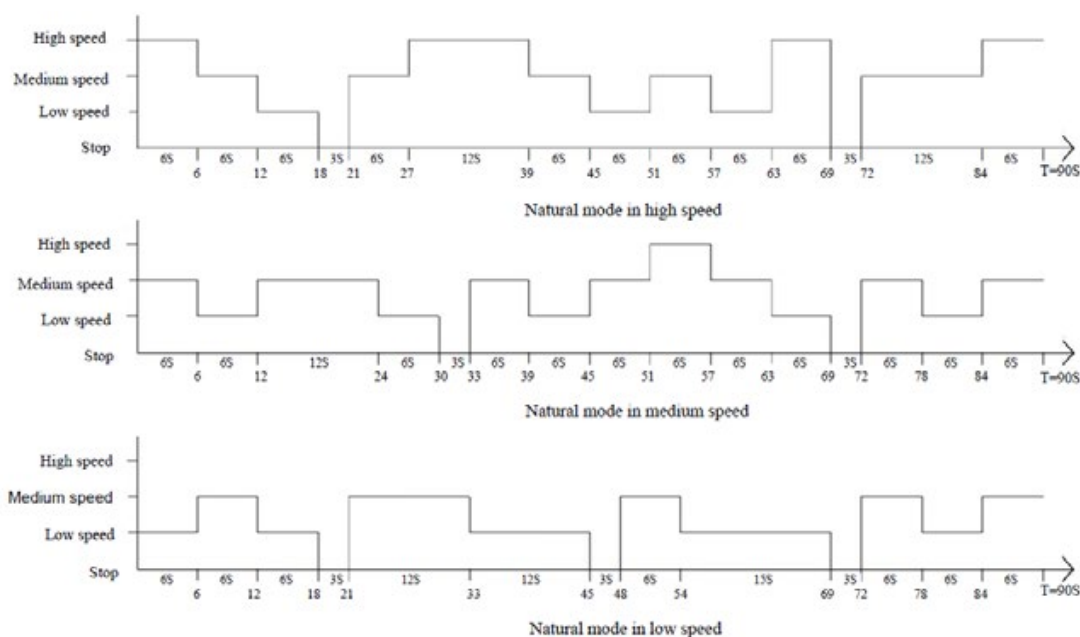 High speed
Medium speed
Low speed
Stop
6S 6S 6S 3S 6S 12S 6S 6S 6S 6S 6S 3S 12S 6S
6 12 18 21 27 39 45 51 57 63 69 72 84 T=90S
Natural mode in high speed
High speed
Medium speed
Low speed
Stop
6S 6S 12S 6S 3S 6S 6S 6S 6S 6S 6S 3S 6S 6S 6S
6 12 24 30 33 39 45 51 57 63 69 72 78 84 T=90S
Natural mode in medium speed
High speed
Medium speed
Low speed
Stop
6S 6S 6S 3S 12S 12S 3S 6S 15S 3S 6S 6S 6S
6 12 18 21 33 45 48 54 69 72 78 84 T=90S
Natural mode in low speed